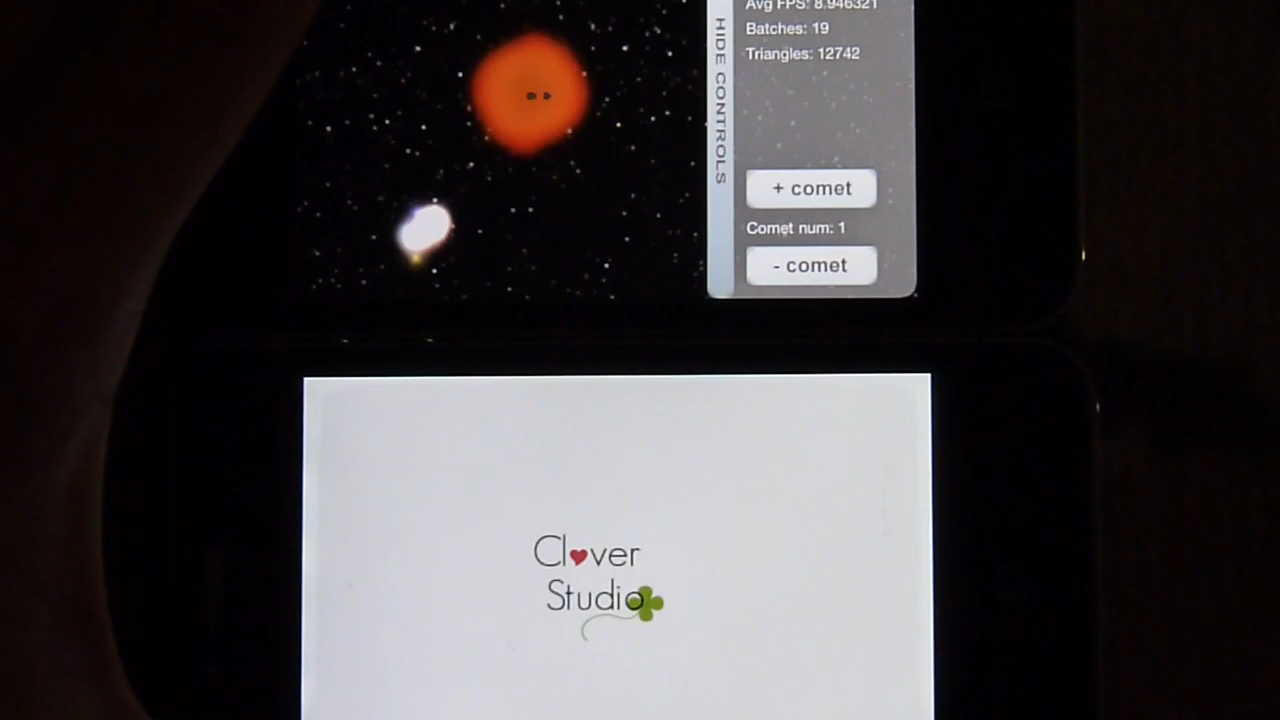 Avg FPS: 8.946321
Batches: 19
Triangles: 12742
HIDE CONTROLS
+ comet
Comet num: 1
- comet
Clover
Studio